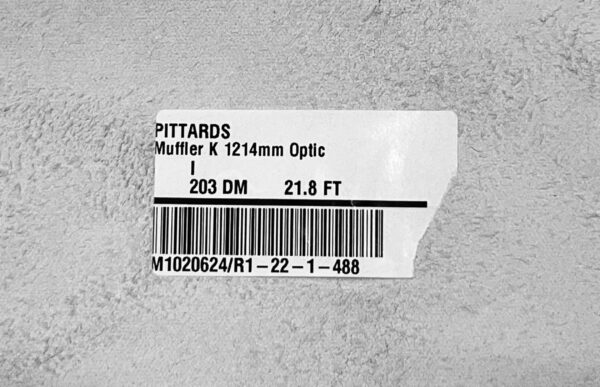 PITTARDS
Muffler K 1214mm Optic
I
203 DM 21.8 FT
M1020624/R1-22-1-488